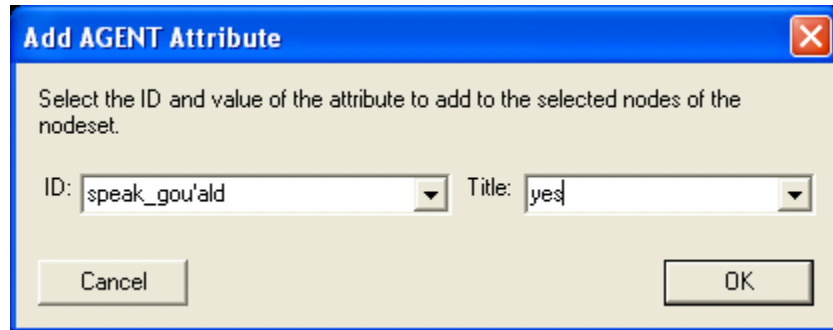 Add AGENT Attribute
Select the ID and value of the attribute to add to the selected nodes of the
nodeset.
ID: speak_gou'ald Title: yes
Cancel OK